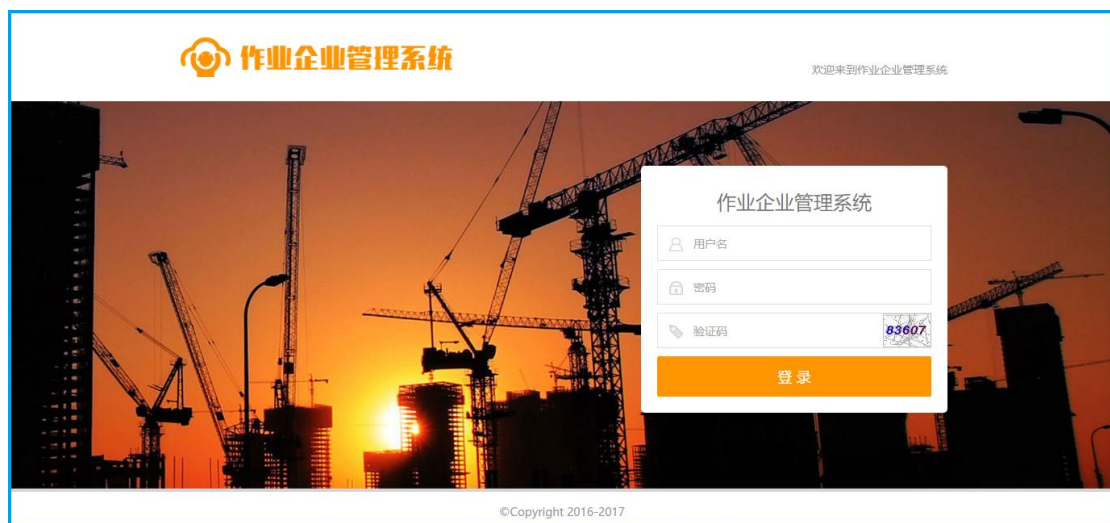 作业企业管理系统
欢迎来到作业企业管理系统
作业企业管理系统
用户名
密码
验证码
83607
登 录
©Copyright 2016-2017